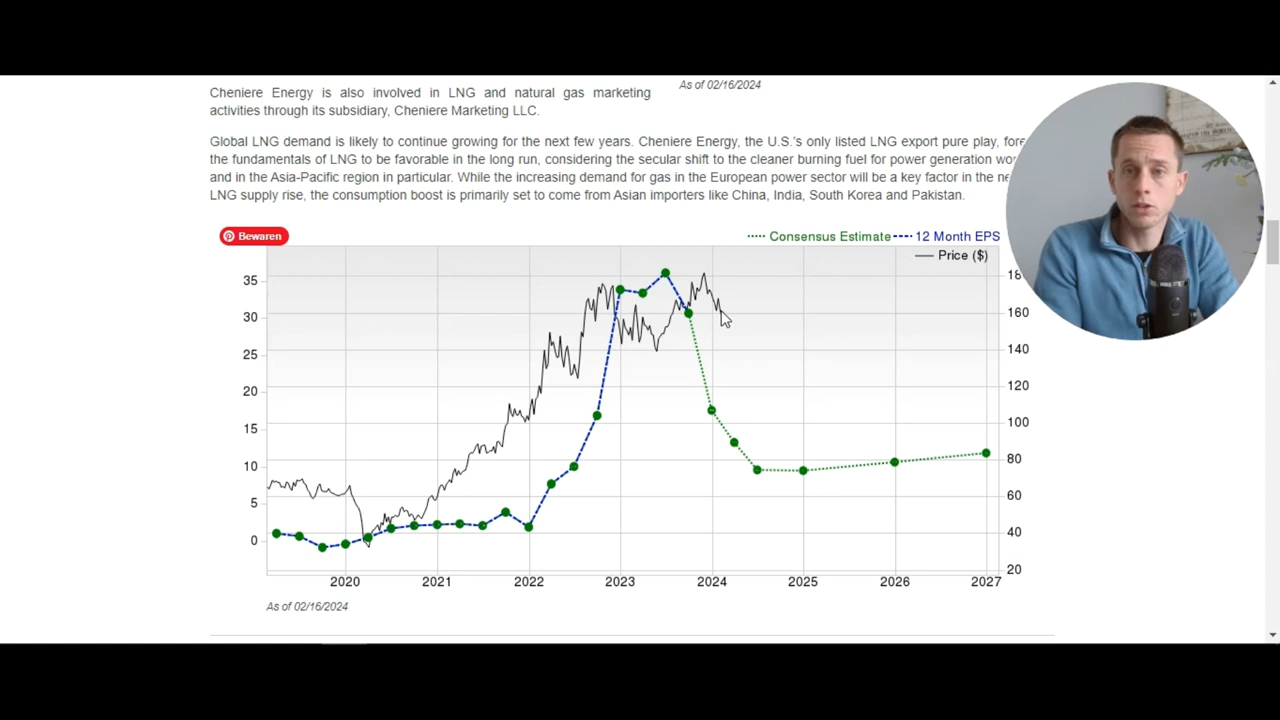 As of 02/16/2024
Cheniere Energy is also involved in LNG and natural gas marketing
activities through its subsidiary, Cheniere Marketing LLC.
Global LNG demand is likely to continue growing for the next few years. Cheniere Energy, the U.S.'s only listed LNG export pure play,
the fundamentals of LNG to be favorable in the long run, considering the secular shift to the cleaner burning fuel for power generation
and in the Asia-Pacific region in particular. While the increasing demand for gas in the European power sector will be a key factor in the
LNG supply rise, the consumption boost is primarily set to come from Asian importers like China, India, South Korea and Pakistan.
Bewaren
Consensus Estimate 12 Month EPS
Price ($)
35
30
25
20
15
10
5
0
160
140
120
100
80
60
40
20
2020 2021 2022 2023 2024 2025 2026 2027
As of 02/16/2024